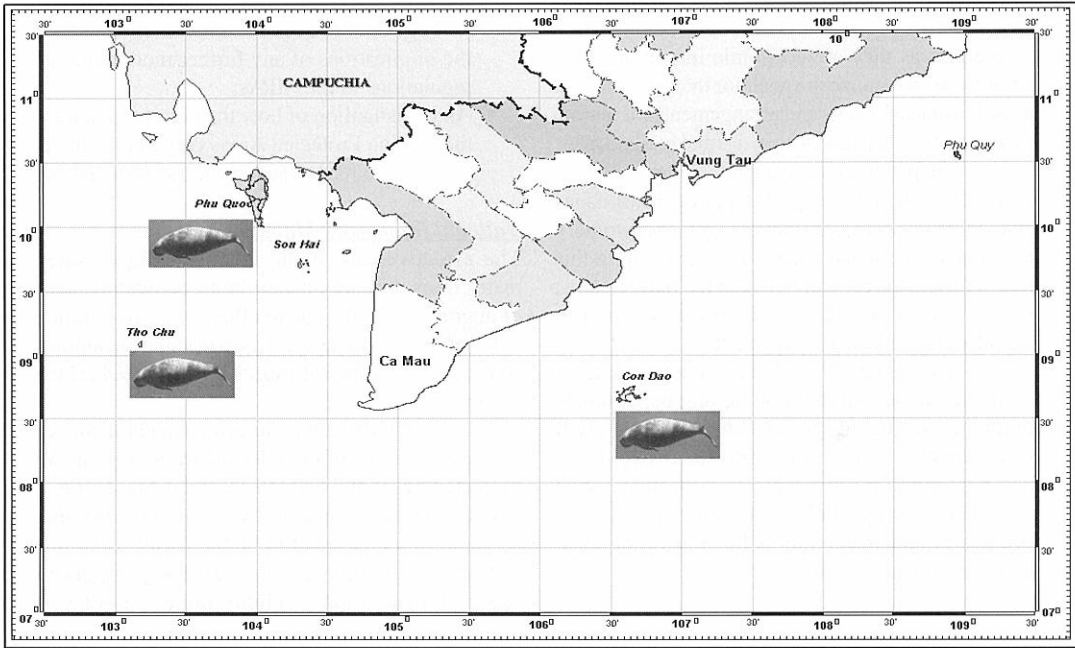 30' 103⁰ 30' 104⁰ 30' 105⁰ 30' 106⁰ 30' 107⁰ 30' 108⁰ 30' 109⁰ 30'
30' 10⁰ 30'
CAMPUCHIA
11⁰ 11⁰
30' Vung Tau Phu Quy 30'
Phu Quoc
10⁰ Son Hai 10⁰
30' 30'
Tho Chu
09⁰ Ca Mau 09⁰
Con Dao
30' 30'
08⁰ 08⁰
30' 30'
07⁰ 07⁰
30' 103⁰ 30' 104⁰ 30' 105⁰ 30' 106⁰ 30' 107⁰ 30' 108⁰ 30' 109⁰ 30'